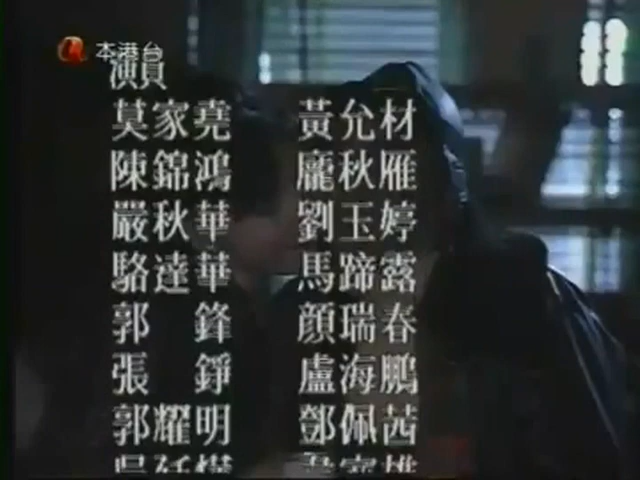 本港台
演員
莫家堯 黃允材
陳錦鴻 龐秋雁
嚴秋華 劉玉婷
駱達華 馬蹄露
郭 鋒 顏瑞春
張 錚 盧海鵬
郭耀明 鄧佩茜